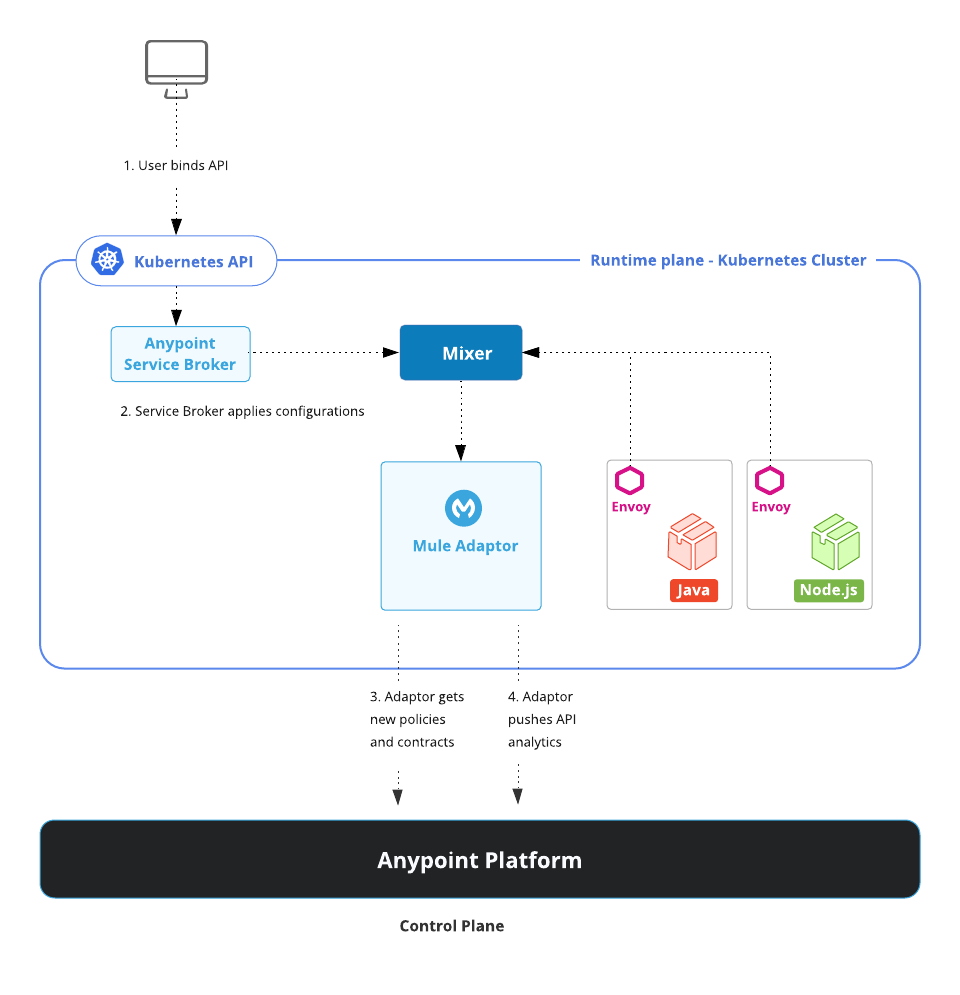 1. User binds API
Kubernetes API
Runtime plane - Kubernetes Cluster
Anypoint
Service Broker
Mixer
2. Service Broker applies configurations
Mule Adaptor
Envoy
Java
Envoy
Node.js
3. Adaptor gets
new policies
and contracts
4. Adaptor
pushes API
analytics
Anypoint Platform
Control Plane